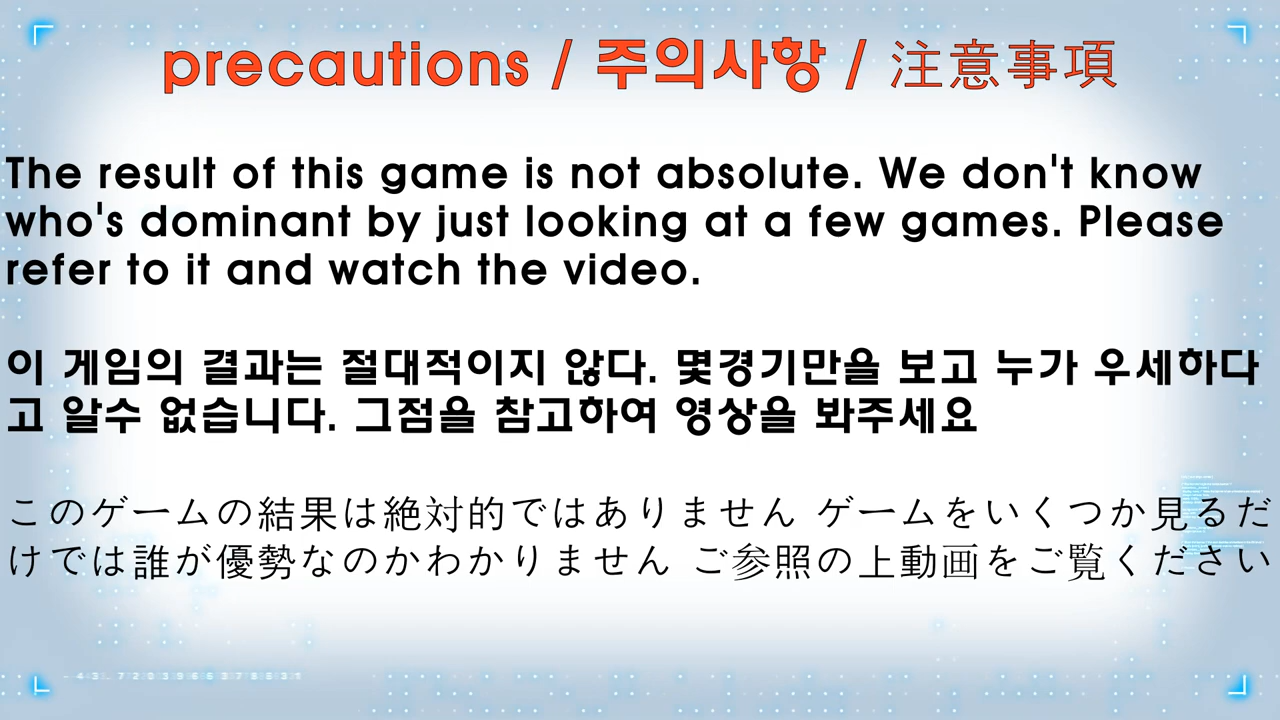 precautions / 주의사항 / 注意事項
The result of this game is not absolute. We don't know
who's dominant by just looking at a few games. Please
refer to it and watch the video.
이 게임의 결과는 절대적이지 않다. 몇경기만을 보고 누가 우세하다
고 알수 없습니다. 그점을 참고하여 영상을 봐주세요
このゲームの結果は絶対的ではありません ゲームをいくつか見るだ
けでは誰が優勢なのかわかりません ご参照の上動画をご覧ください